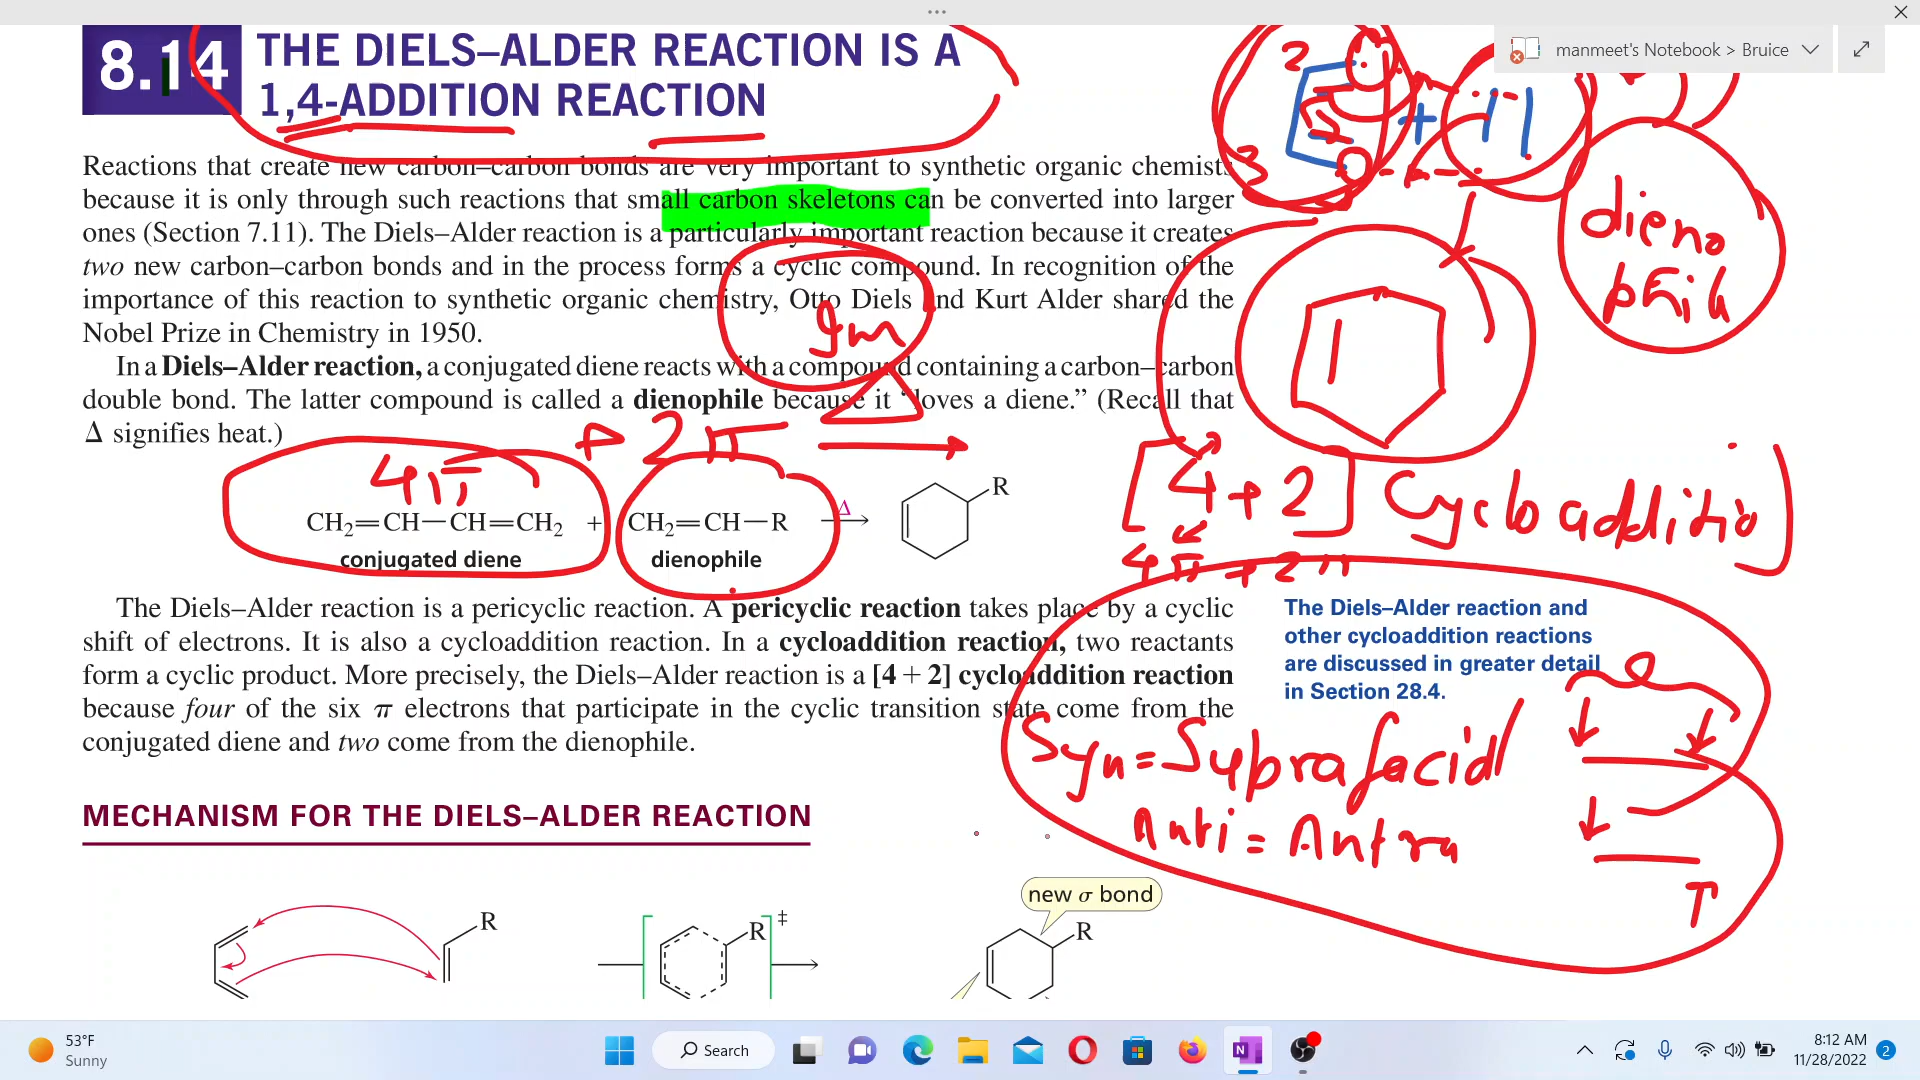 manmeet's Notebook > Bruice
8.14
THE DIELS–ALDER REACTION IS A
1,4-ADDITION REACTION
2
3
+
dieno
phil
Reactions that create new carbon–carbon bonds are very important to synthetic organic chemists
because it is only through such reactions that small carbon skeletons can be converted into larger
ones (Section 7.11). The Diels–Alder reaction is a particularly important reaction because it creates
two new carbon–carbon bonds and in the process forms a cyclic compound. In recognition of the
importance of this reaction to synthetic organic chemistry, Otto Diels and Kurt Alder shared the
Nobel Prize in Chemistry in 1950.
In a Diels–Alder reaction, a conjugated diene reacts with a compound containing a carbon–carbon
double bond. The latter compound is called a dienophile because it “loves a diene.” (Recall that
Δ signifies heat.)
4π + 2π
[4+2] Cycloadditio
4π + 2π
CH₂=CH—CH=CH₂ + CH₂=CH—R Δ R
conjugated diene dienophile
The Diels–Alder reaction is a pericyclic reaction. A pericyclic reaction takes place by a cyclic
shift of electrons. It is also a cycloaddition reaction. In a cycloaddition reaction, two reactants
form a cyclic product. More precisely, the Diels–Alder reaction is a [4 + 2] cycloaddition reaction
because four of the six π electrons that participate in the cyclic transition state come from the
conjugated diene and two come from the dienophile.
The Diels–Alder reaction and
other cycloaddition reactions
are discussed in greater detail
in Section 28.4.
Syn = Suprafacial
Anti = Antra
MECHANISM FOR THE DIELS–ALDER REACTION
new σ bond
R
R ‡
R
53°F
Sunny
Search
8:12 AM
11/28/2022
2